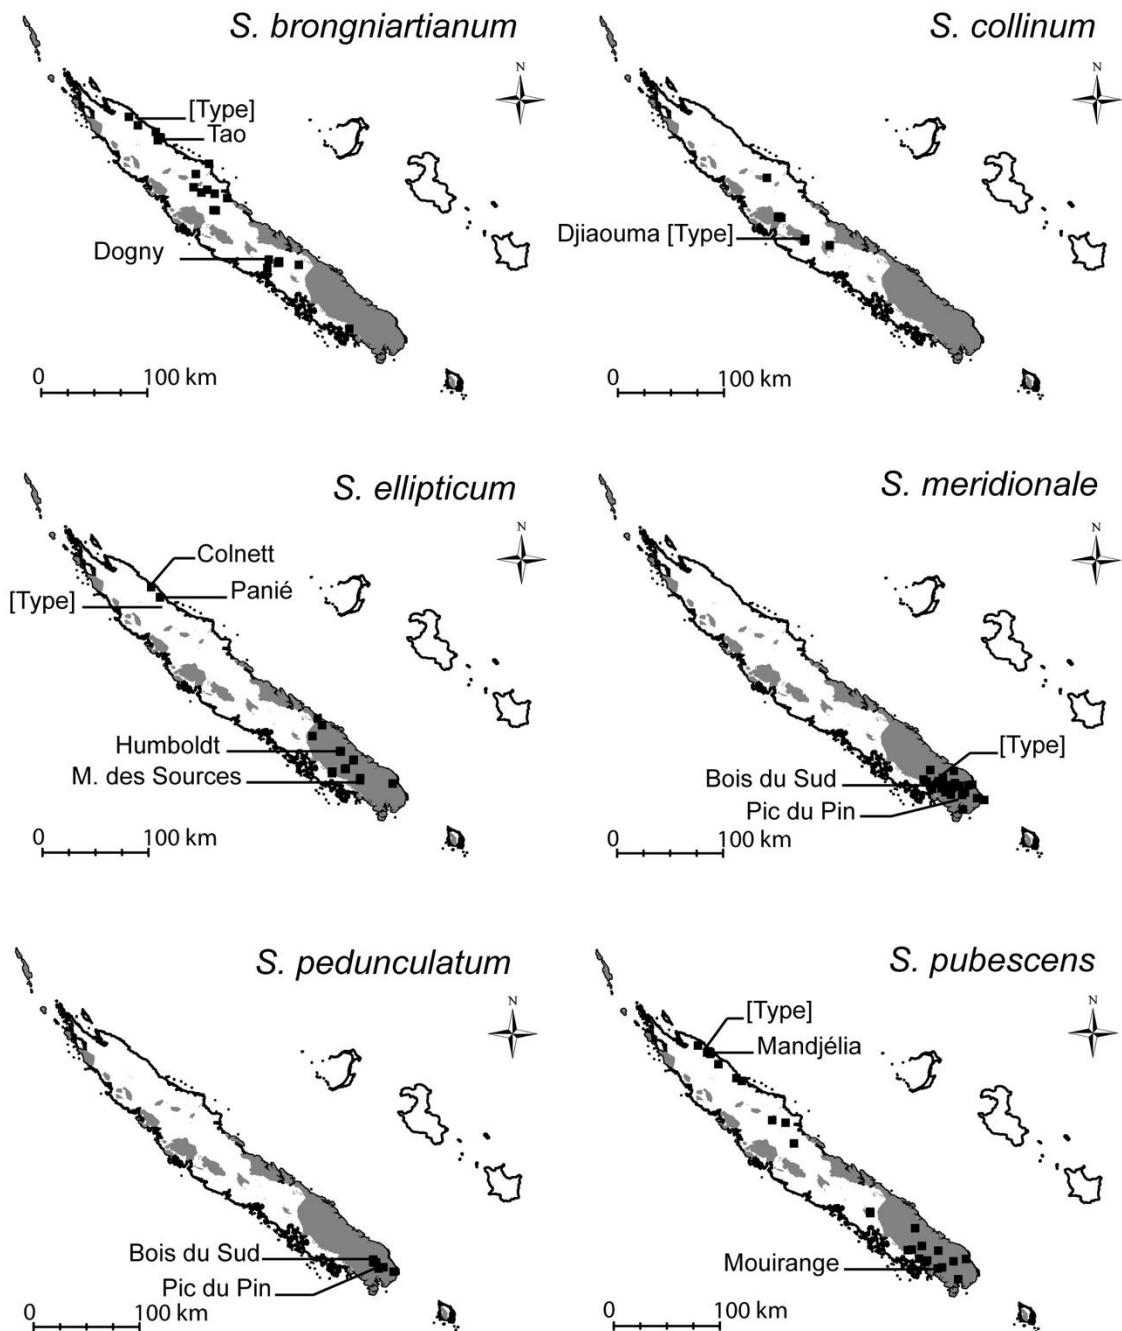 S. brongniartianum
N
[Type]
Tao
Dogny
0 100 km
S. collinum
N
Djiaouma [Type]
0 100 km
S. ellipticum
N
Colnett
Panié
[Type]
Humboldt
M. des Sources
0 100 km
S. meridionale
N
[Type]
Bois du Sud
Pic du Pin
0 100 km
S. pedunculatum
N
Bois du Sud
Pic du Pin
0 100 km
S. pubescens
N
[Type]
Mandjélia
Mouirange
0 100 km